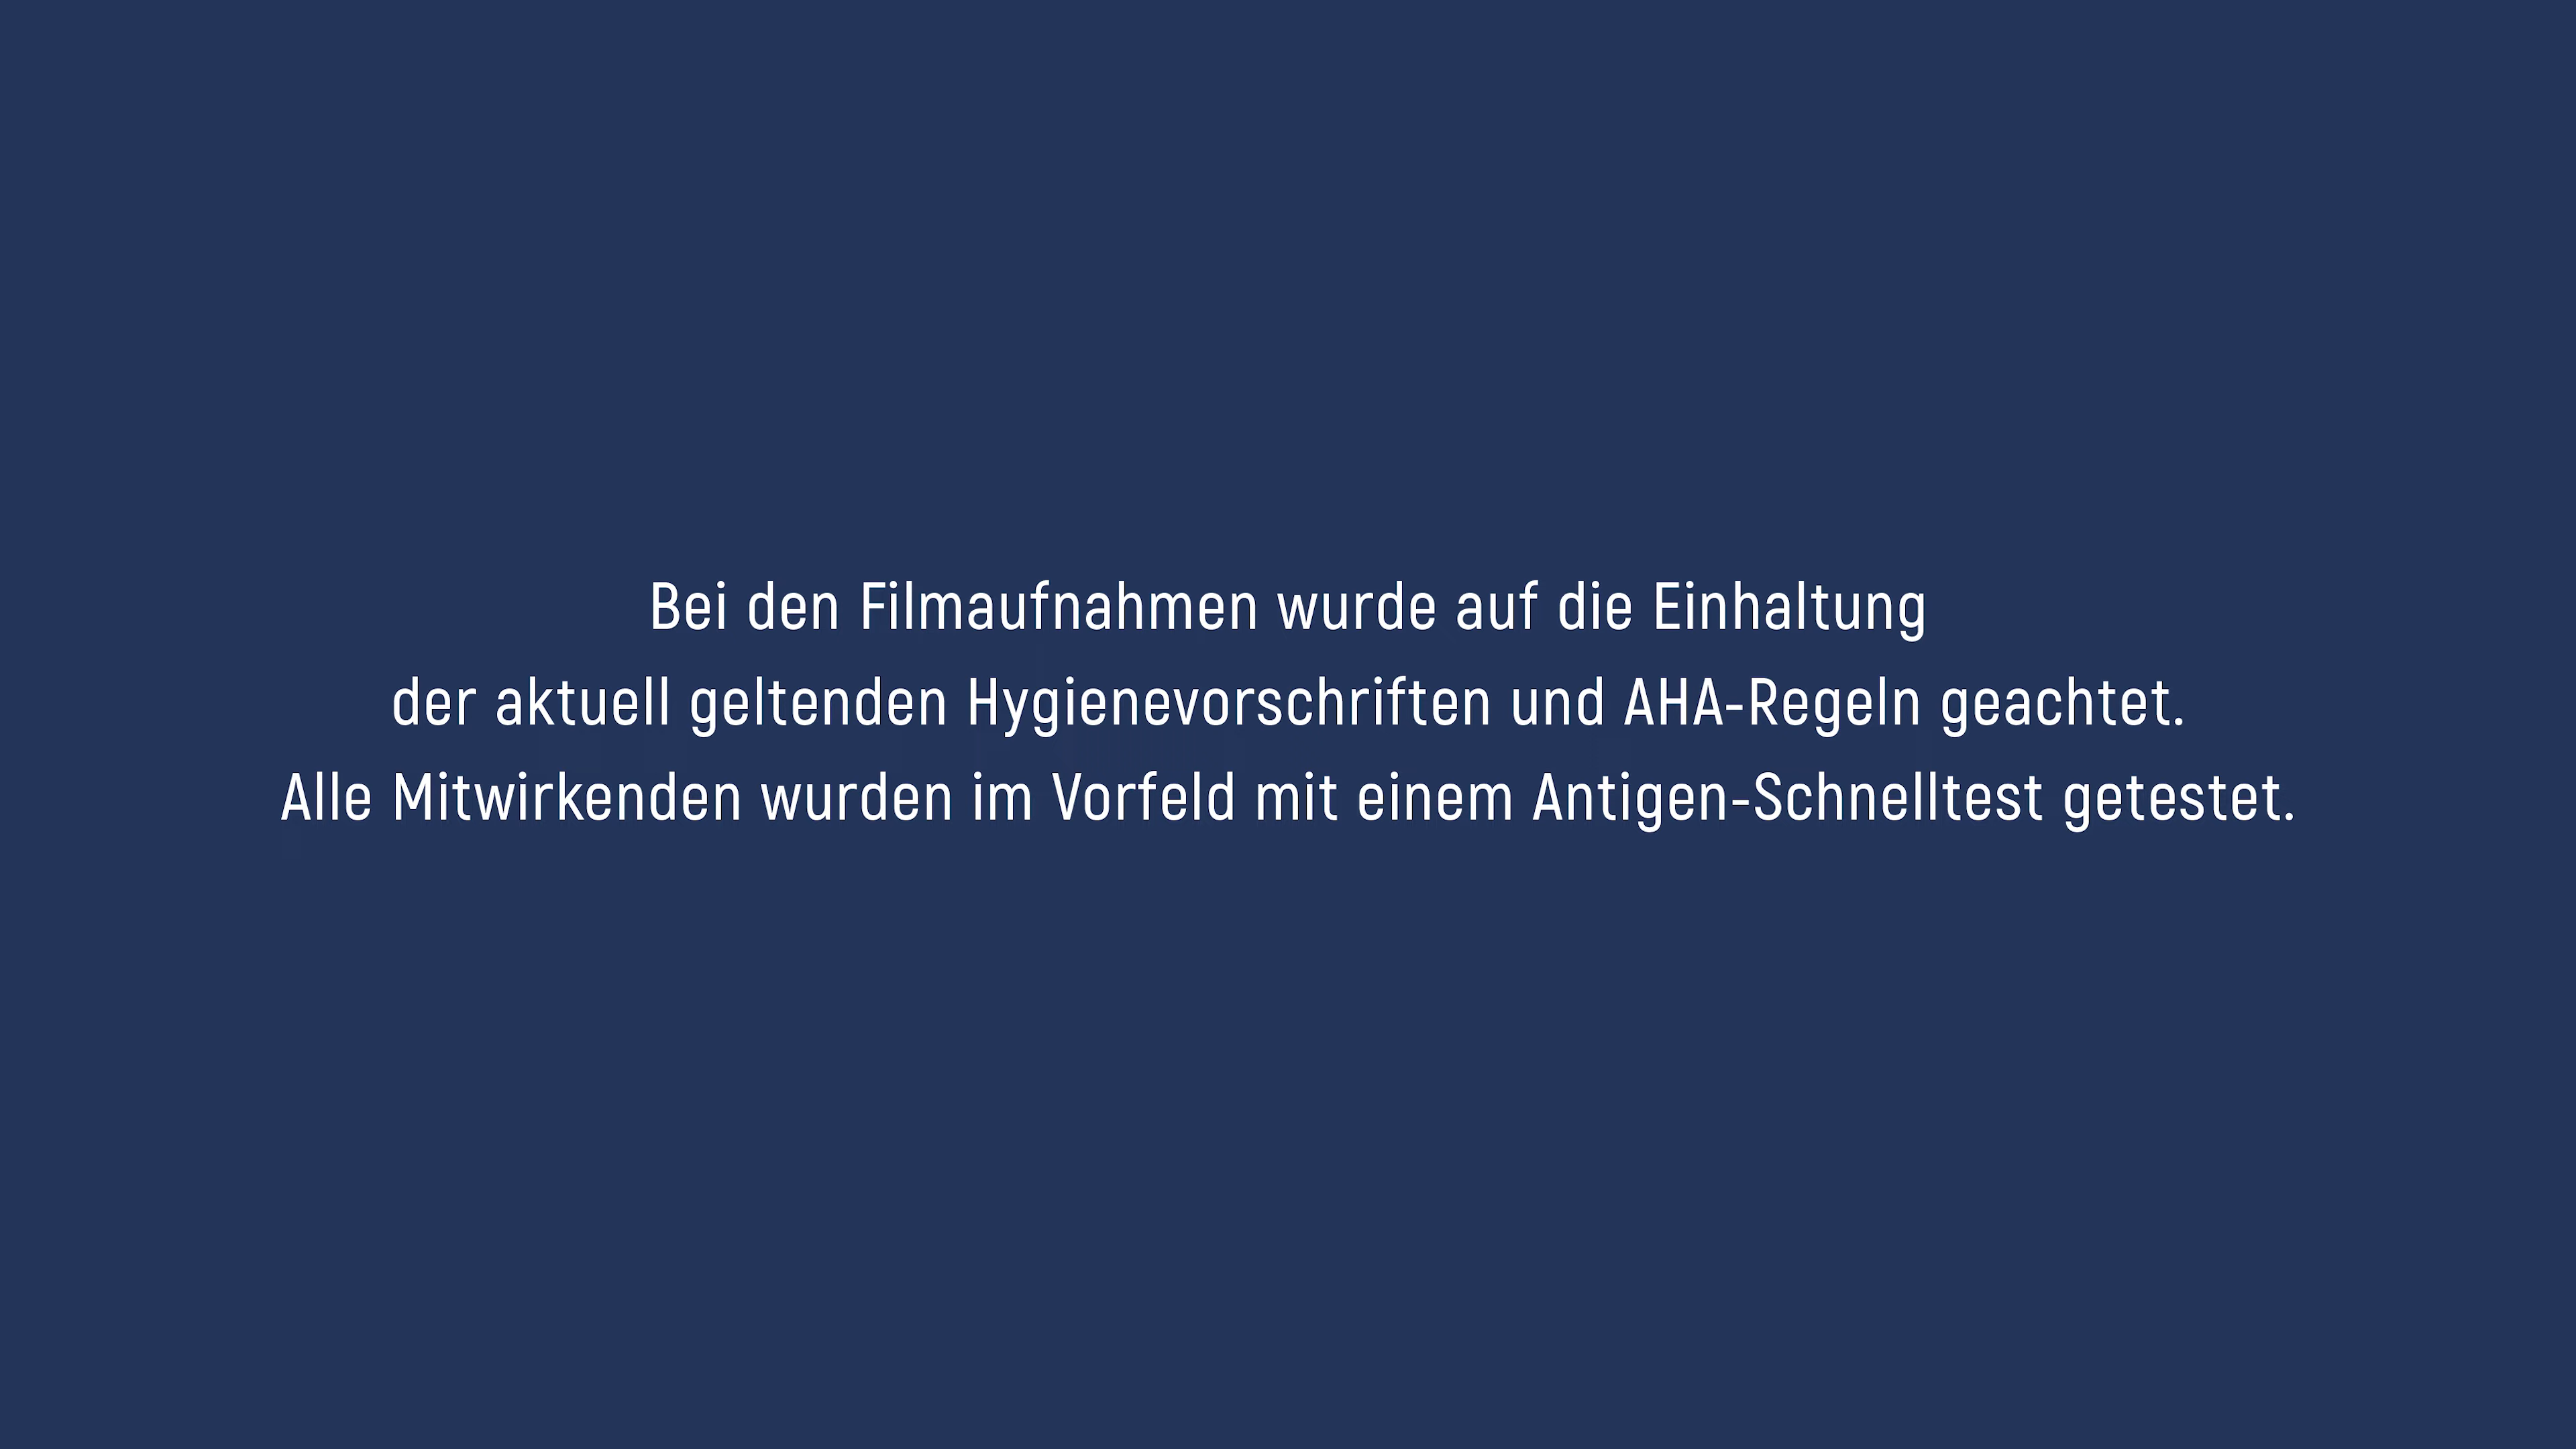 Bei den Filmaufnahmen wurde auf die Einhaltung
der aktuell geltenden Hygienevorschriften und AHA-Regeln geachtet.
Alle Mitwirkenden wurden im Vorfeld mit einem Antigen-Schnelltest getestet.